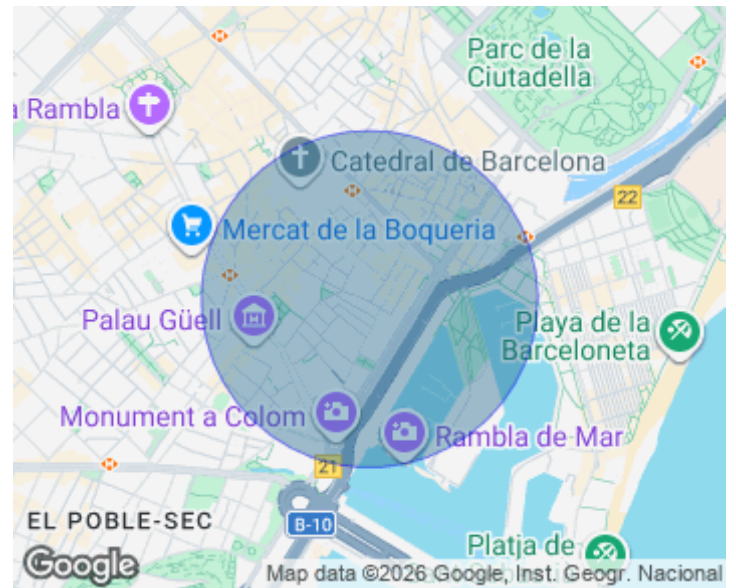 Parc de la
Ciutadella
a Rambla
Catedral de Barcelona
22
Mercat de la Boqueria
Palau Güell
Playa de la
Barceloneta
Monument a Colom
Rambla de Mar
21
EL POBLE-SEC
B-10
Platja de
Google
Map data ©2026 Google, Inst. Geogr. Nacional